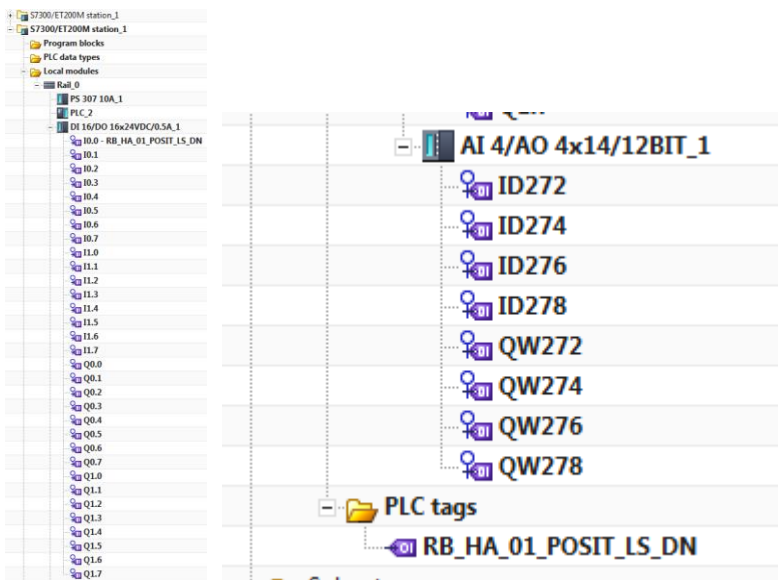 S7300/ET200M station_1
S7300/ET200M station_1
Program blocks
PLC data types
Local modules
Rail_0
PS 307 10A_1
PLC_2
DI 16/DO 16x24VDC/0.5A_1
I0.0 - RB_HA_01_POSIT_LS_DN
I0.1
I0.2
I0.3
I0.4
I0.5
I0.6
I0.7
I1.0
I1.1
I1.2
I1.3
I1.4
I1.5
I1.6
I1.7
Q0.0
Q0.1
Q0.2
Q0.3
Q0.4
Q0.5
Q0.6
Q0.7
Q1.0
Q1.1
Q1.2
Q1.3
Q1.4
Q1.5
Q1.6
Q1.7
AI 4/AO 4x14/12BIT_1
ID272
ID274
ID276
ID278
QW272
QW274
QW276
QW278
PLC tags
RB_HA_01_POSIT_LS_DN